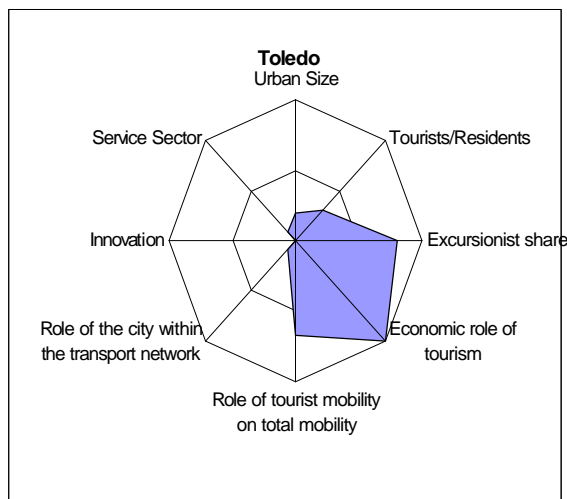 Toledo
Urban Size
Service Sector
Tourists/Residents
Innovation
Excursionist share
Role of the city within
the transport network
Economic role of
tourism
Role of tourist mobility
on total mobility